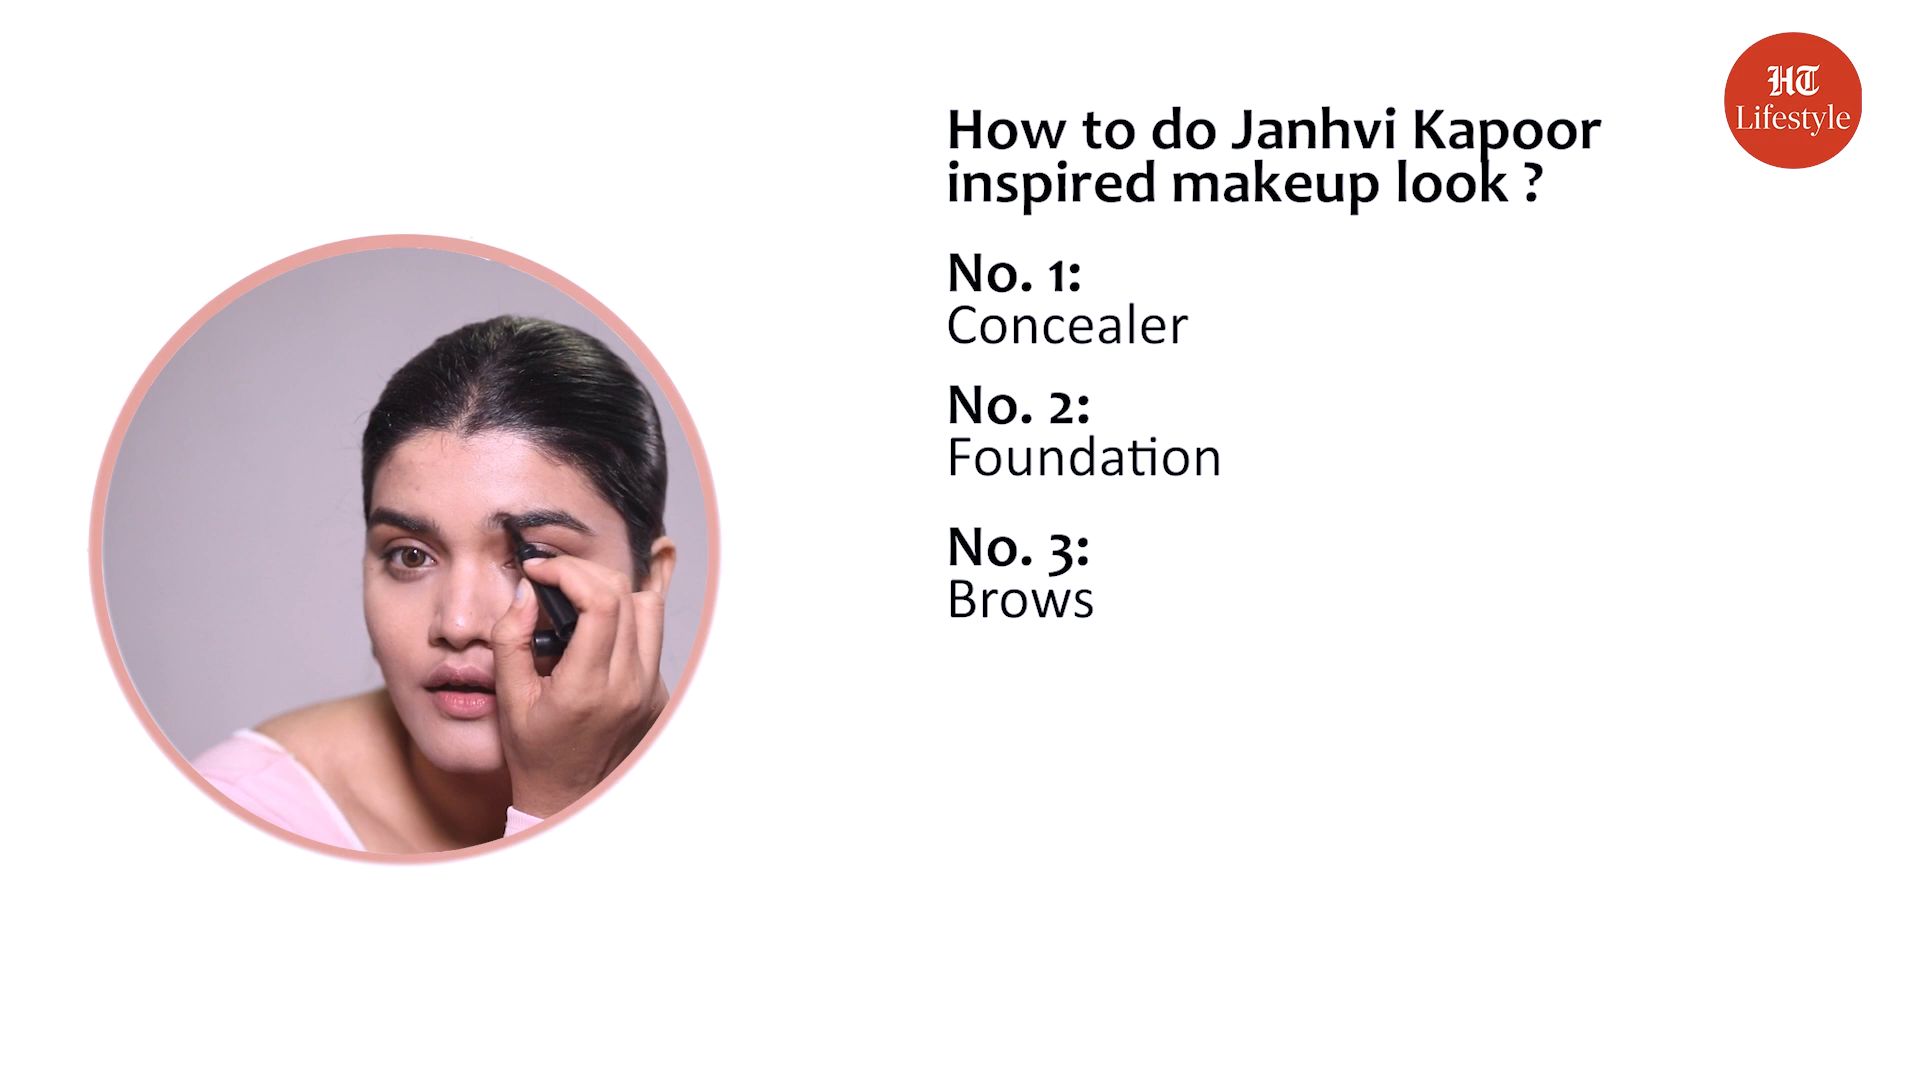 HT
Lifestyle
How to do Janhvi Kapoor
inspired makeup look ?
No. 1:
Concealer
No. 2:
Foundation
No. 3:
Brows